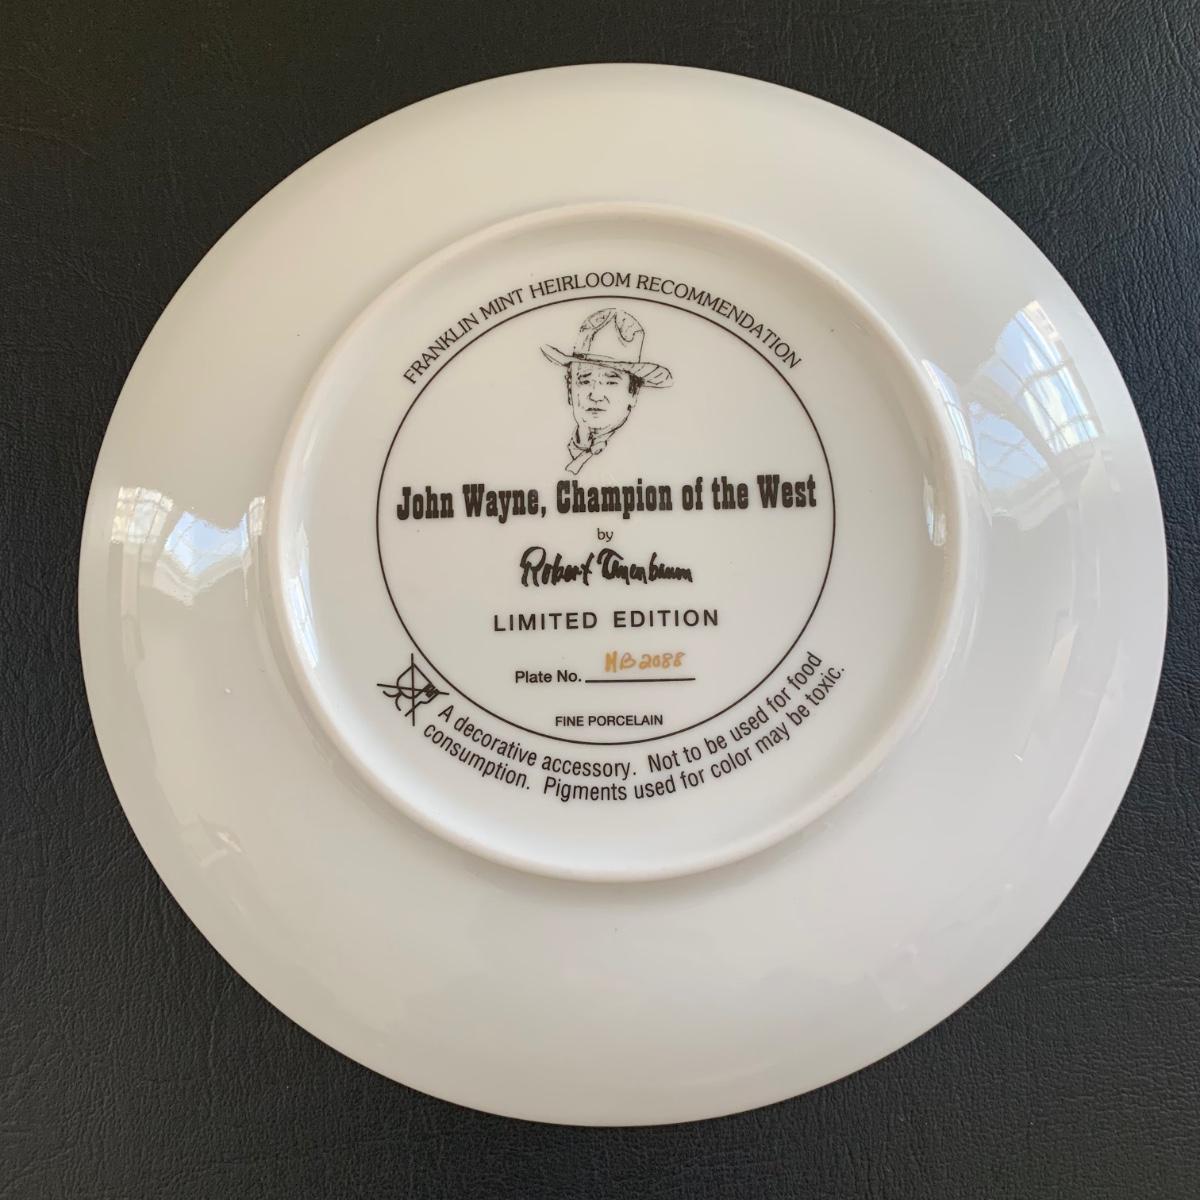 FRANKLIN MINT HEIRLOOM RECOMMENDATION
John Wayne, Champion of the West
by
Robert Tanenbaum
LIMITED EDITION
Plate No. HB2088
FINE PORCELAIN
A decorative accessory. Not to be used for food
consumption. Pigments used for color may be toxic.